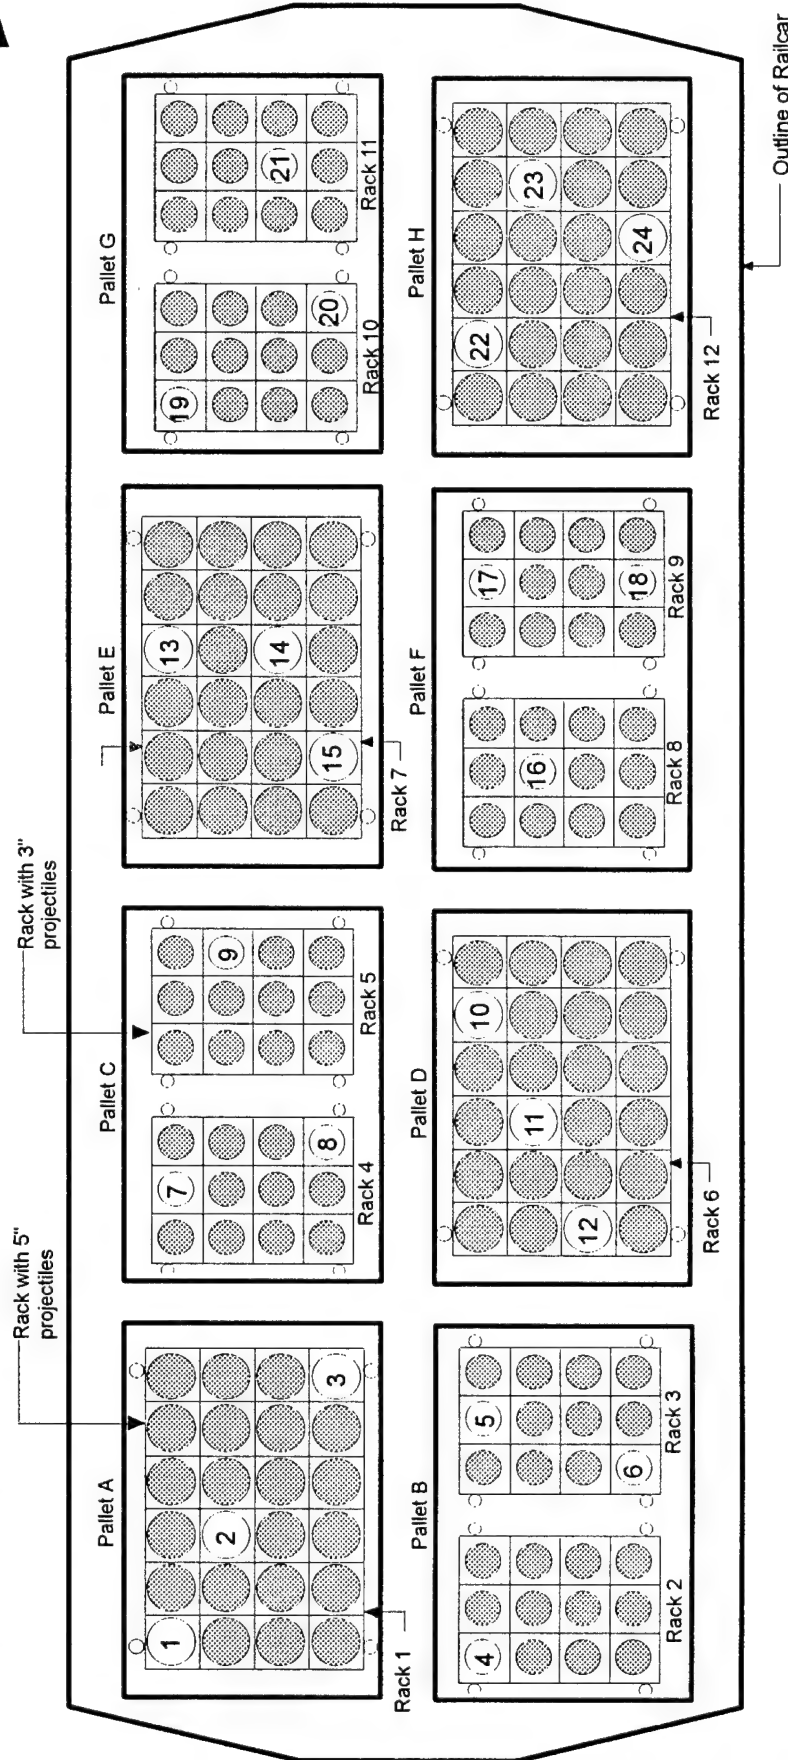 Rack with 5"
projectiles
Rack with 3"
projectiles
Pallet A
1
2
3
Rack 1
Pallet C
7
8
Rack 4
9
Rack 5
Pallet E
13
14
15
Rack 7
Pallet G
19
20
Rack 10
21
Rack 11
Pallet B
4
Rack 2
5
6
Rack 3
Pallet D
10
11
12
Rack 6
Pallet F
16
Rack 8
17
18
Rack 9
Pallet H
22
23
24
Rack 12
Outline of Railcar